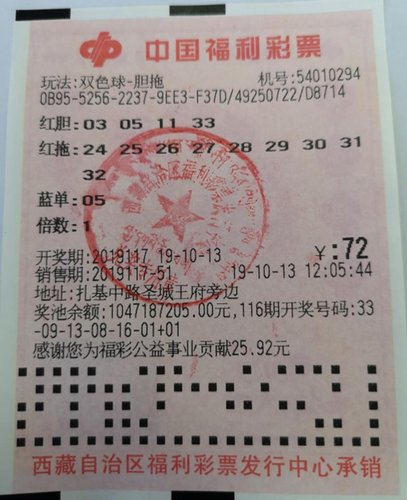 中国福利彩票
玩法:双色球-胆拖 机号:54010294
0B95-5256-2237-9EE3-F37D/49250722/D8714
红胆:03 05 11 33
红拖:24 25 26 27 28 29 30 31
32
蓝单:05
倍数:1
开奖期:2019117 19-10-13 ¥:72
销售期:2019117-51 19-10-13 12:05:44
地址:扎基中路圣城王府旁边
奖池余额:1047187205.00元,116期开奖号码:33
-09-13-08-16-01+01
感谢您为福彩公益事业贡献25.92元
西藏自治区福利彩票发行中心承销